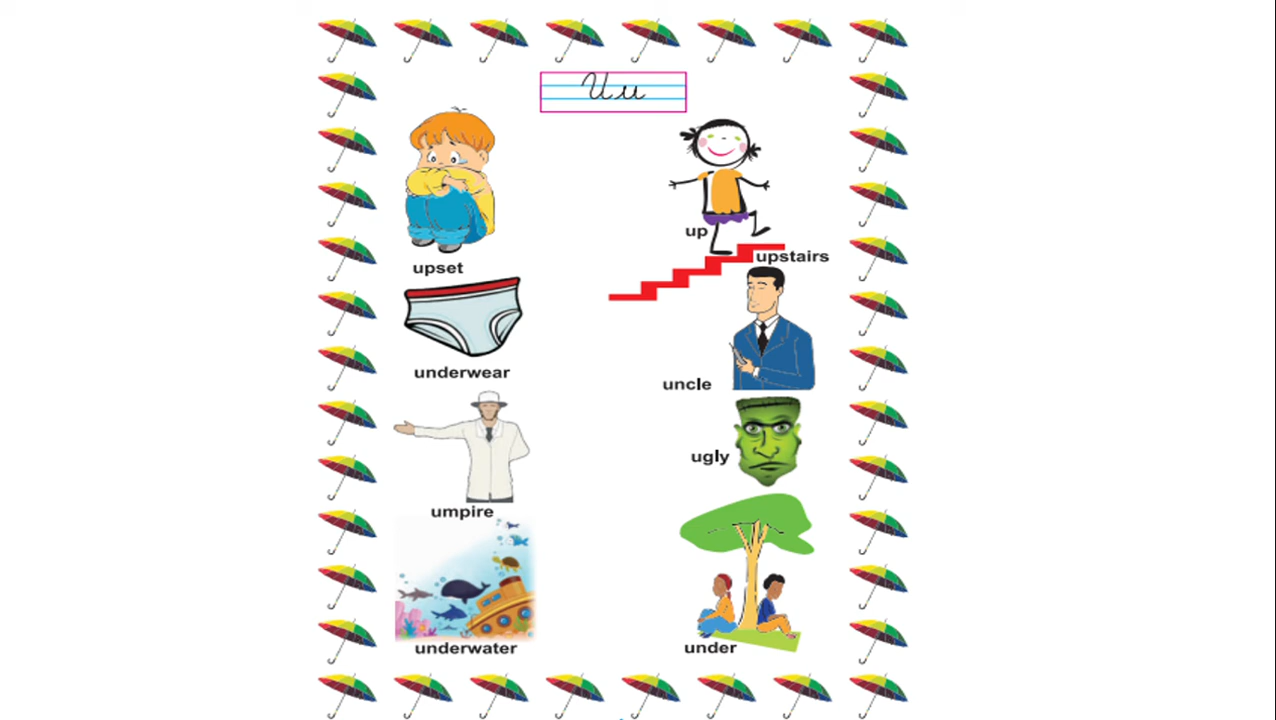 Uu
upset
up
upstairs
underwear
uncle
umpire
ugly
underwater
under